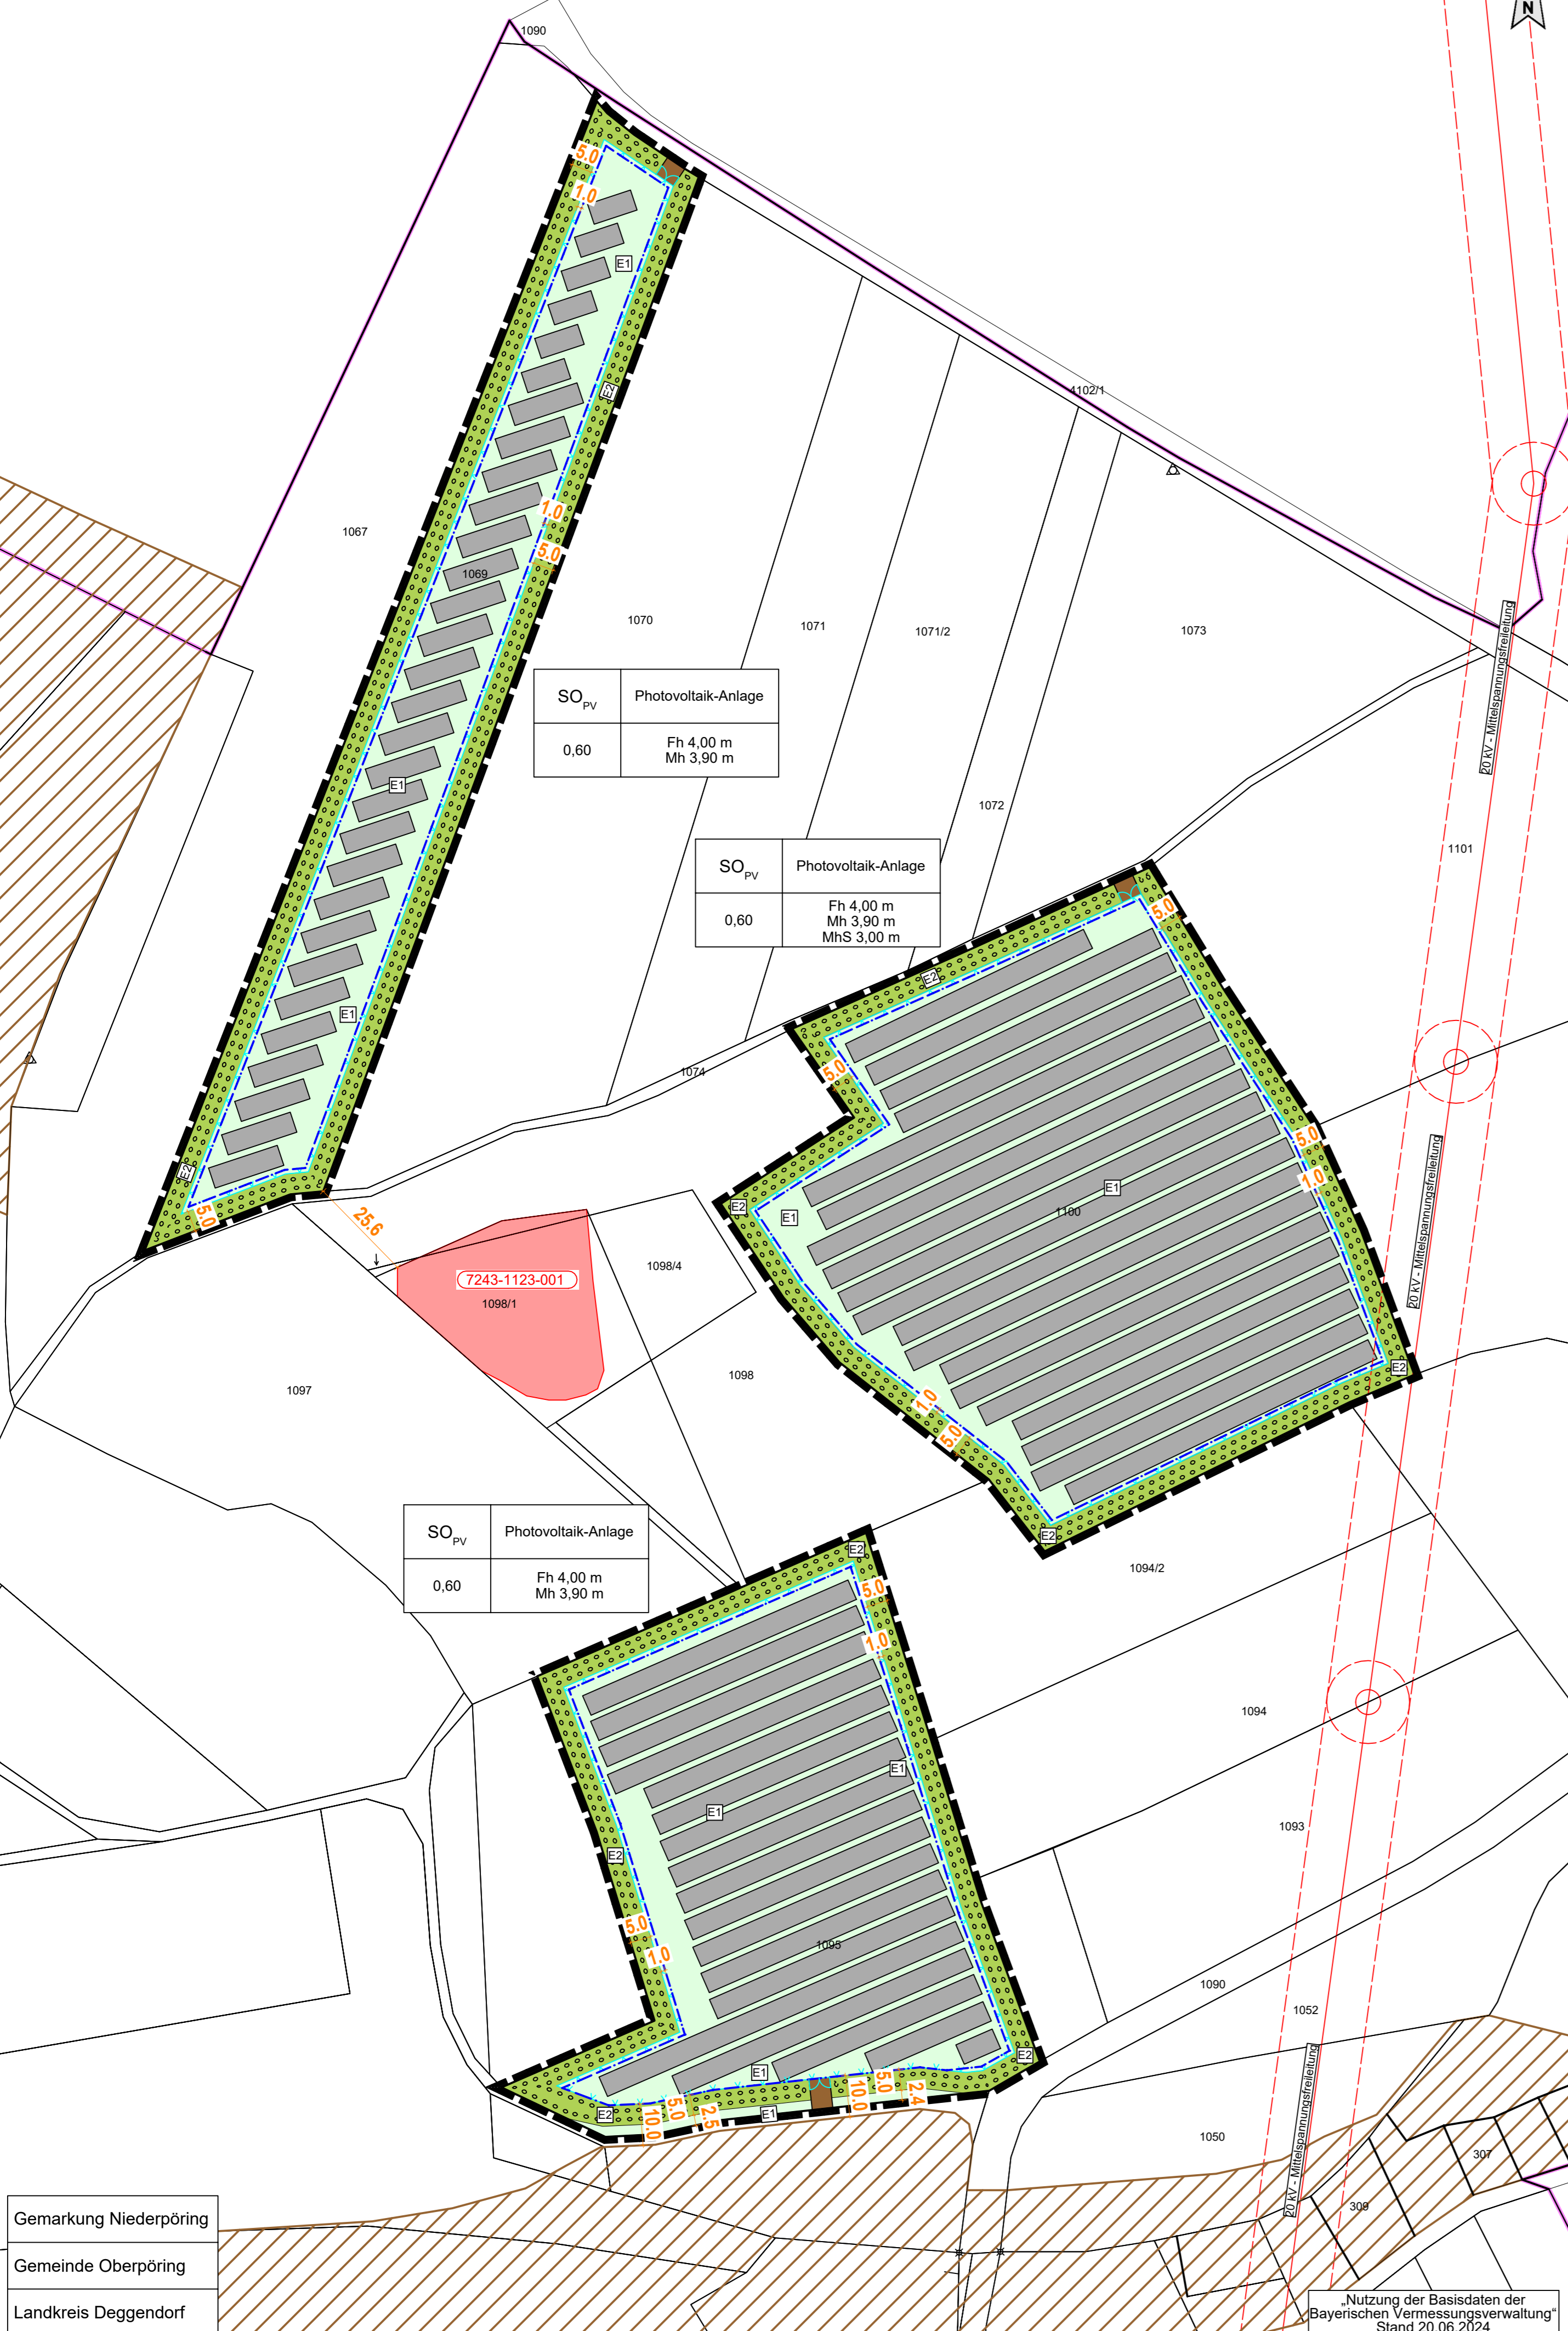 N
1090
5.0
1.0
E1
E2
4102/1
1067
1.0
5.0
1069
1070
1071
1071/2
1073
20 kV - Mittelspannungsfreileitung
SO PV
Photovoltaik-Anlage
0,60
Fh 4,00 m
Mh 3,90 m
E1
1072
1101
SO PV
Photovoltaik-Anlage
0,60
Fh 4,00 m
Mh 3,90 m
MhS 3,00 m
5.0
E2
E1
1074
5.0
5.0
1.0
20 kV - Mittelspannungsfreileitung
E2
5.0
25.6
E2
E1
E1
1100
7243-1123-001
1098/1
1098/4
1097
1098
E2
1.0
5.0
SO PV
Photovoltaik-Anlage
0,60
Fh 4,00 m
Mh 3,90 m
E2
E2
5.0
1.0
1094/2
1094
E1
E1
E2
1093
5.0
1.0
1095
1090
1052
E2
E1
E2
E1
10.0
5.0
2.5
10.0
5.0
2.4
20 kV - Mittelspannungsfreileitung
1050
307
309
Gemarkung Niederpöring
Gemeinde Oberpöring
Landkreis Deggendorf
„Nutzung der Basisdaten der
Bayerischen Vermessungsverwaltung“
Stand 20.06.2024